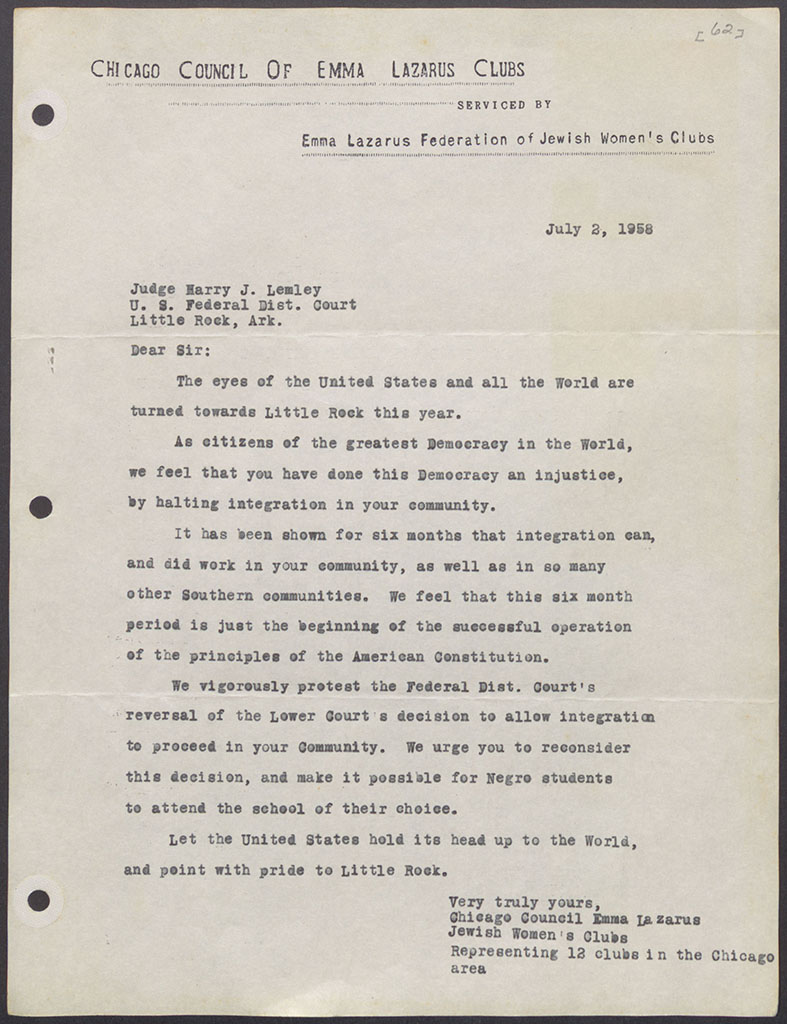 [62]
CHICAGO COUNCIL OF EMMA LAZARUS CLUBS
SERVICED BY
Emma Lazarus Federation of Jewish Women's Clubs
July 2, 1958
Judge Harry J. Lemley
U. S. Federal Dist. Court
Little Rock, Ark.
Dear Sir:
The eyes of the United States and all the World are
turned towards Little Rock this year.
As citizens of the greatest Democracy in the World,
we feel that you have done this Democracy an injustice,
by halting integration in your community.
It has been shown for six months that integration can,
and did work in your community, as well as in so many
other Southern communities. We feel that this six month
period is just the beginning of the successful operation
of the principles of the American Constitution.
We vigorously protest the Federal Dist. Court's
reversal of the Lower Court's decision to allow integration
to proceed in your Community. We urge you to reconsider
this decision, and make it possible for Negro students
to attend the school of their choice.
Let the United States hold its head up to the World,
and point with pride to Little Rock.
Very truly yours,
Chicago Council Emma Lazarus
Jewish Women's Clubs
Representing 12 clubs in the Chicago
area